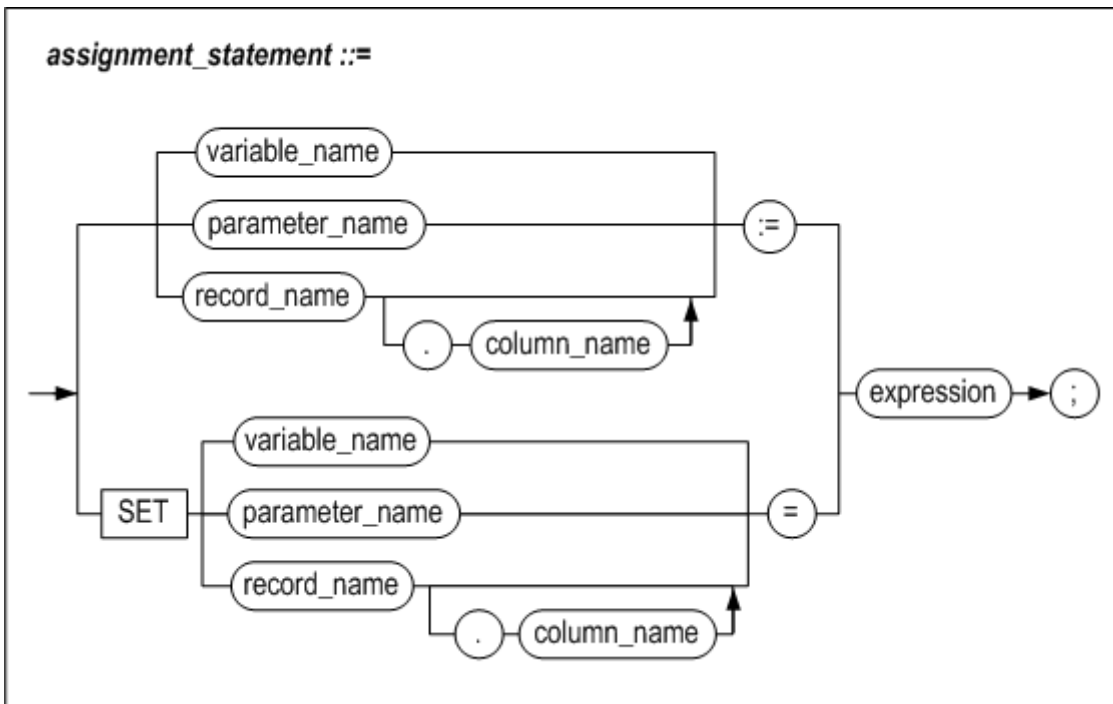 assignment_statement ::=
variable_name
parameter_name
:=
record_name
.
column_name
expression
;
variable_name
SET
parameter_name
=
record_name
.
column_name